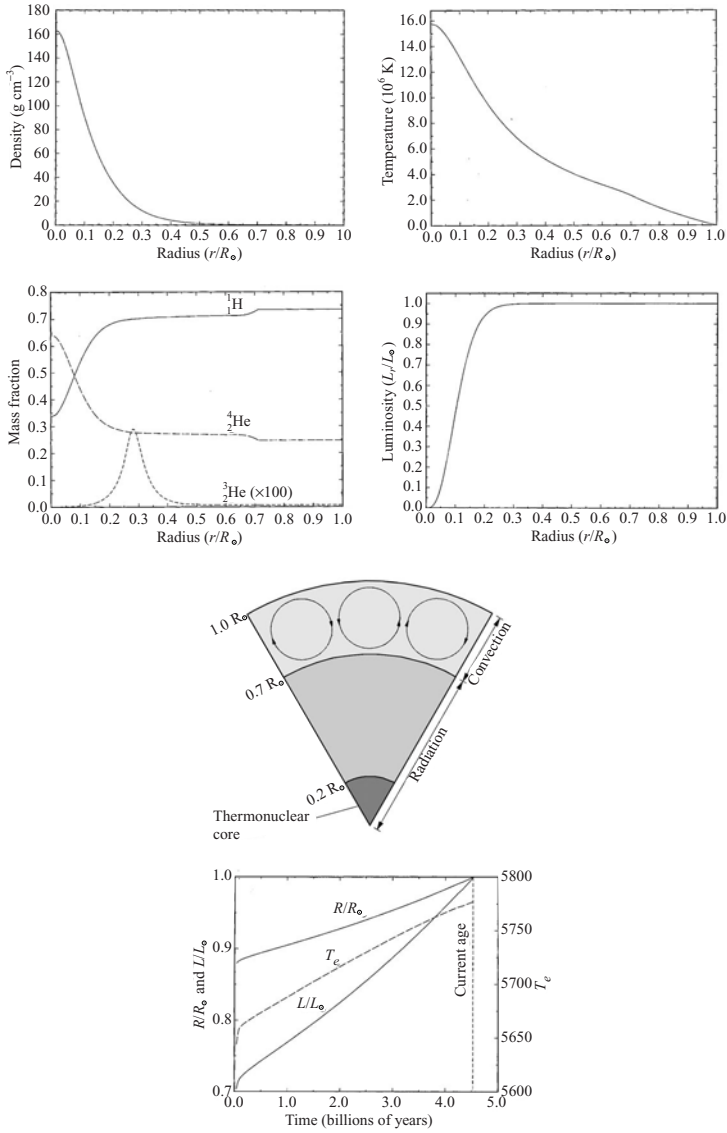 Density (g cm⁻³)
180
160
140
120
100
80
60
40
20
0
0.0 0.1 0.2 0.3 0.4 0.5 0.6 0.7 0.8 0.9 10
Radius (r/R⊙)
Temperature (10⁶ K)
16.0
14.0
12.0
10.0
8.0
6.0
4.0
2.0
0.0
0.0 0.1 0.2 0.3 0.4 0.5 0.6 0.7 0.8 0.9 1.0
Radius (r/R⊙)
Mass fraction
0.8
0.7
0.6
0.5
0.4
0.3
0.2
0.1
0.0
¹₁H
⁴₂He
³₂He (×100)
0.0 0.1 0.2 0.3 0.4 0.5 0.6 0.7 0.8 0.9 1.0
Radius (r/R⊙)
Luminosity (Lᵣ/L⊙)
1.0
0.9
0.8
0.7
0.6
0.5
0.4
0.3
0.2
0.1
0.0
0.0 0.1 0.2 0.3 0.4 0.5 0.6 0.7 0.8 0.9 1.0
Radius (r/R⊙)
1.0 R⊙
0.7 R⊙
0.2 R⊙
Convection
Radiation
Thermonuclear
core
R/R⊙ and L/L⊙
1.0
0.9
0.8
0.7
R/R⊙
Tₑ
L/L⊙
Current age
5800
5750
5700
5650
5600
Tₑ
0.0 1.0 2.0 3.0 4.0 5.0
Time (billions of years)